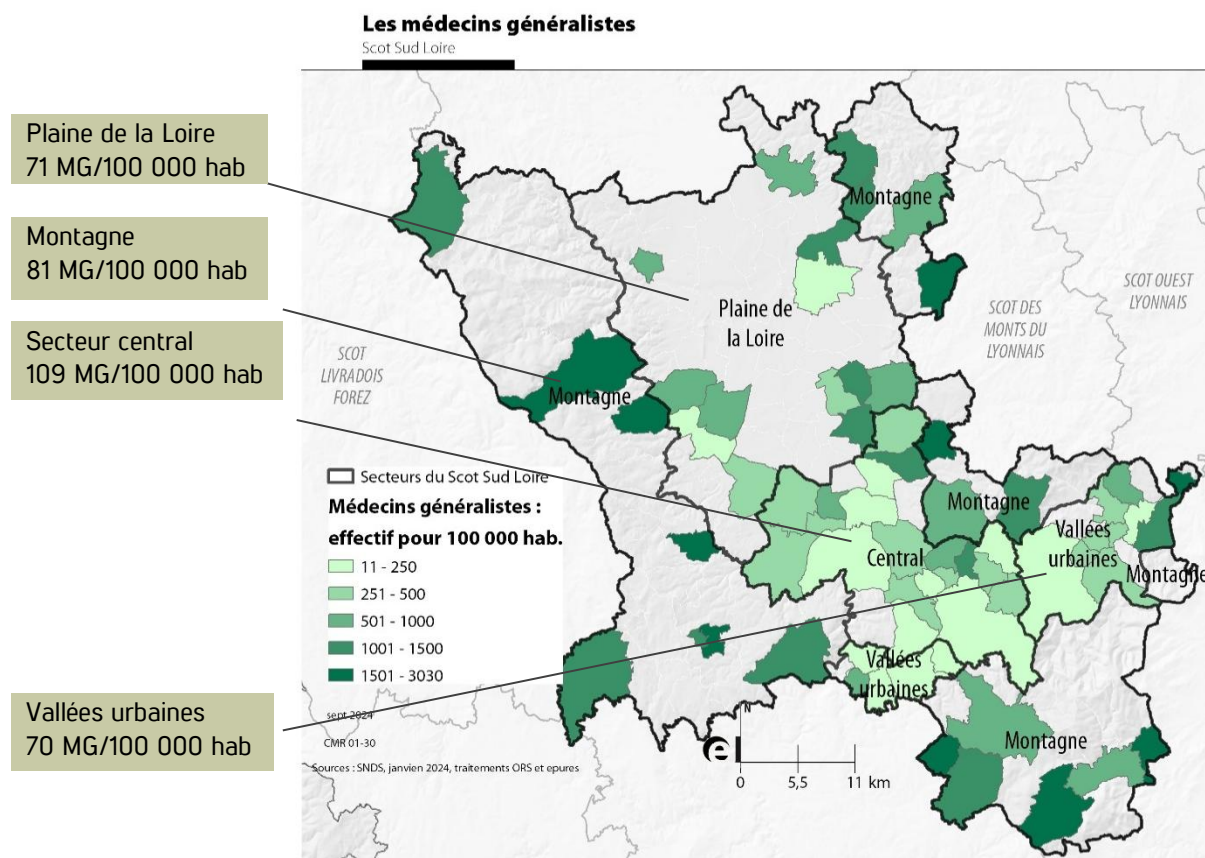 Les médecins généralistes
Scot Sud Loire
Plaine de la Loire
71 MG/100 000 hab
Montagne
81 MG/100 000 hab
Secteur central
109 MG/100 000 hab
Vallées urbaines
70 MG/100 000 hab
Montagne
Plaine de
la Loire
SCOT OUEST
LYONNAIS
SCOT DES
MONTS DU
LYONNAIS
SCOT
LIVRADOIS
FOREZ
Montagne
Montagne
Vallées
urbaines
Central
Montagne
Vallées
urbaines
Montagne
Secteurs du Scot Sud Loire
Médecins généralistes :
effectif pour 100 000 hab.
11 - 250
251 - 500
501 - 1000
1001 - 1500
1501 - 3030
sept 2024
CMR 01-30
Sources : SNDS, janvier 2024, traitements ORS et epures
N
e
0 5,5 11 km